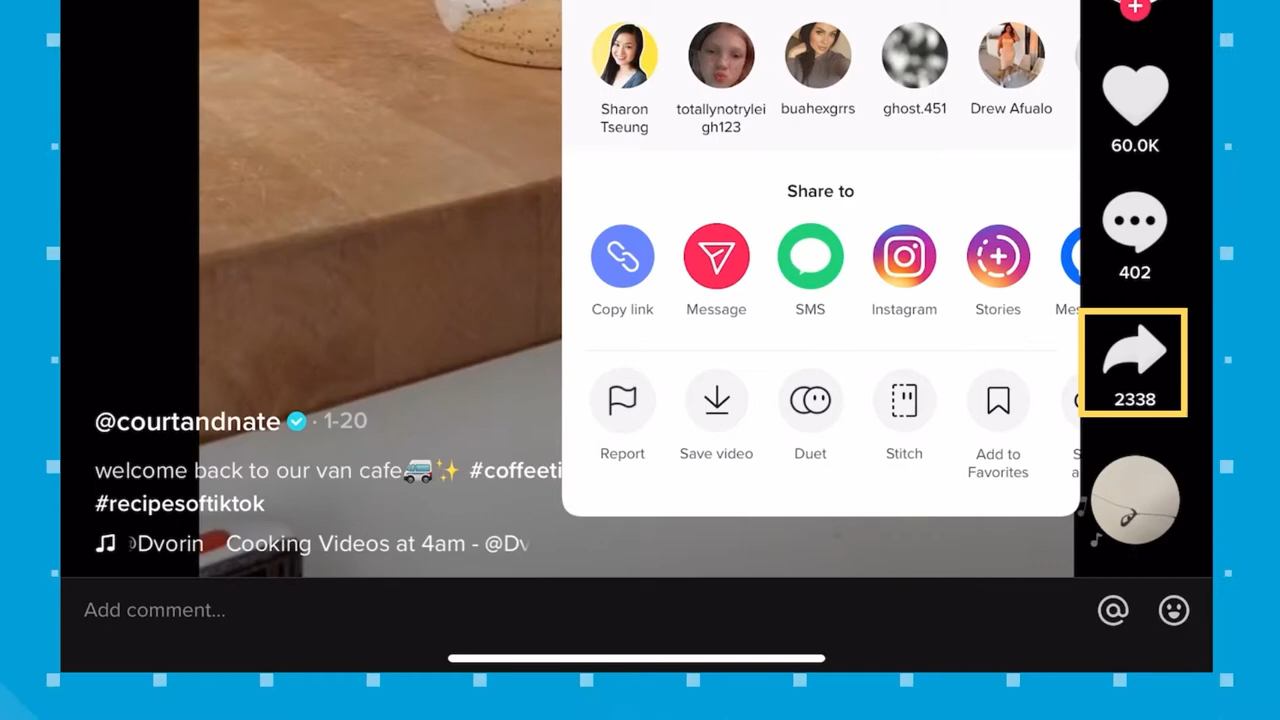 Sharon
Tseung
totallynotrylei
gh123
buahexgrrs
ghost.451
Drew Afualo
60.0K
Share to
402
Copy link
Message
SMS
Instagram
Stories
Mes
2338
Report
Save video
Duet
Stitch
Add to
Favorites
@courtandnate · 1-20
welcome back to our van cafe🚐✨ #coffeeti
#recipesoftiktok
@Dvorin Cooking Videos at 4am - @Dv
Add comment...